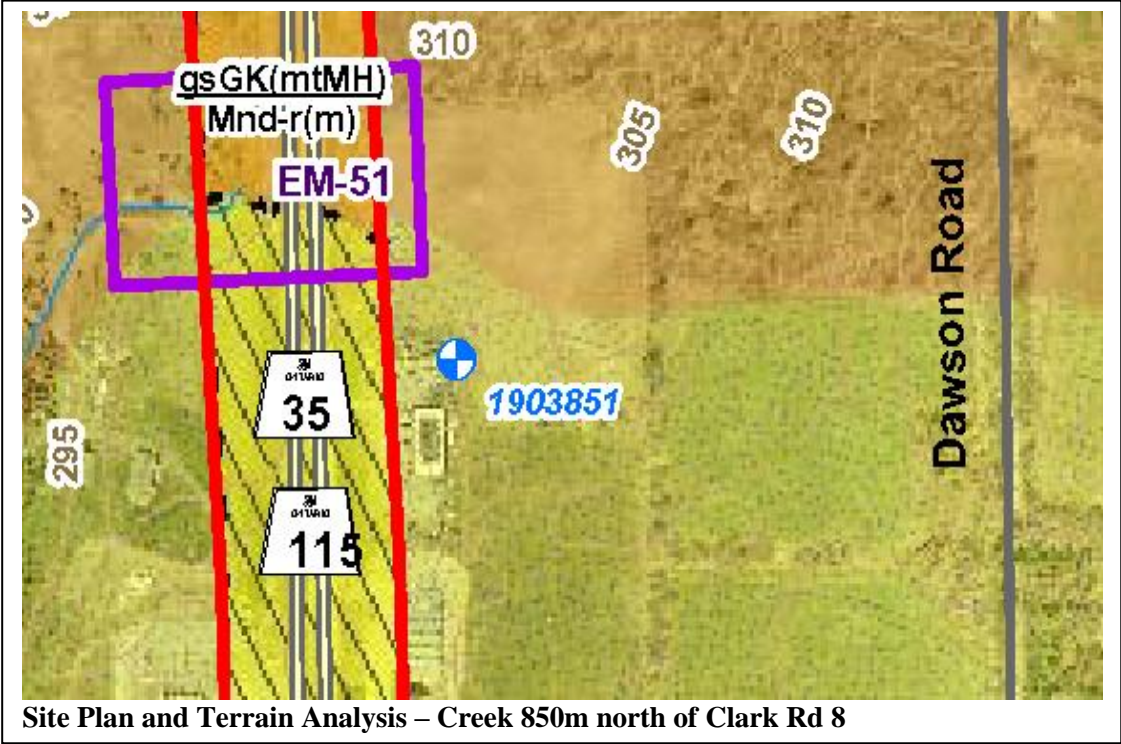 310
gsGK(mtMH)
Mnd-r(m)
EM-51
305
310
Dawson Road
ONTARIO
35
1903851
295
ONTARIO
115
Site Plan and Terrain Analysis – Creek 850m north of Clark Rd 8